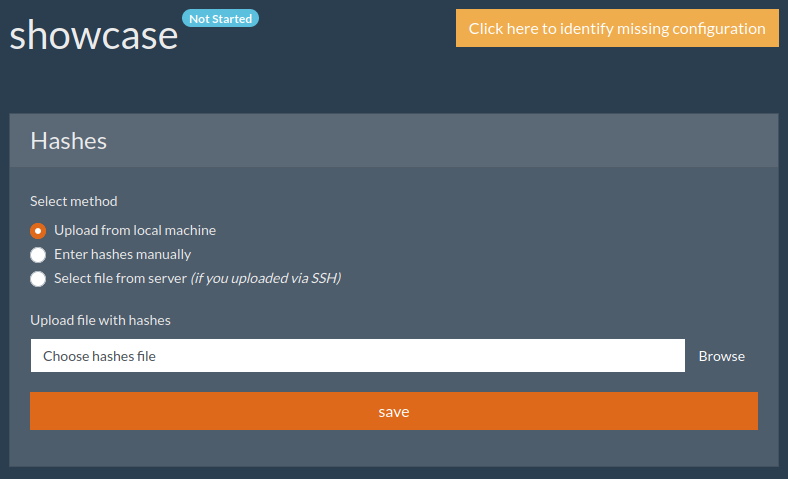 showcase
Not Started
Click here to identify missing configuration
Hashes
Select method
Upload from local machine
Enter hashes manually
Select file from server (if you uploaded via SSH)
Upload file with hashes
Choose hashes file
Browse
save